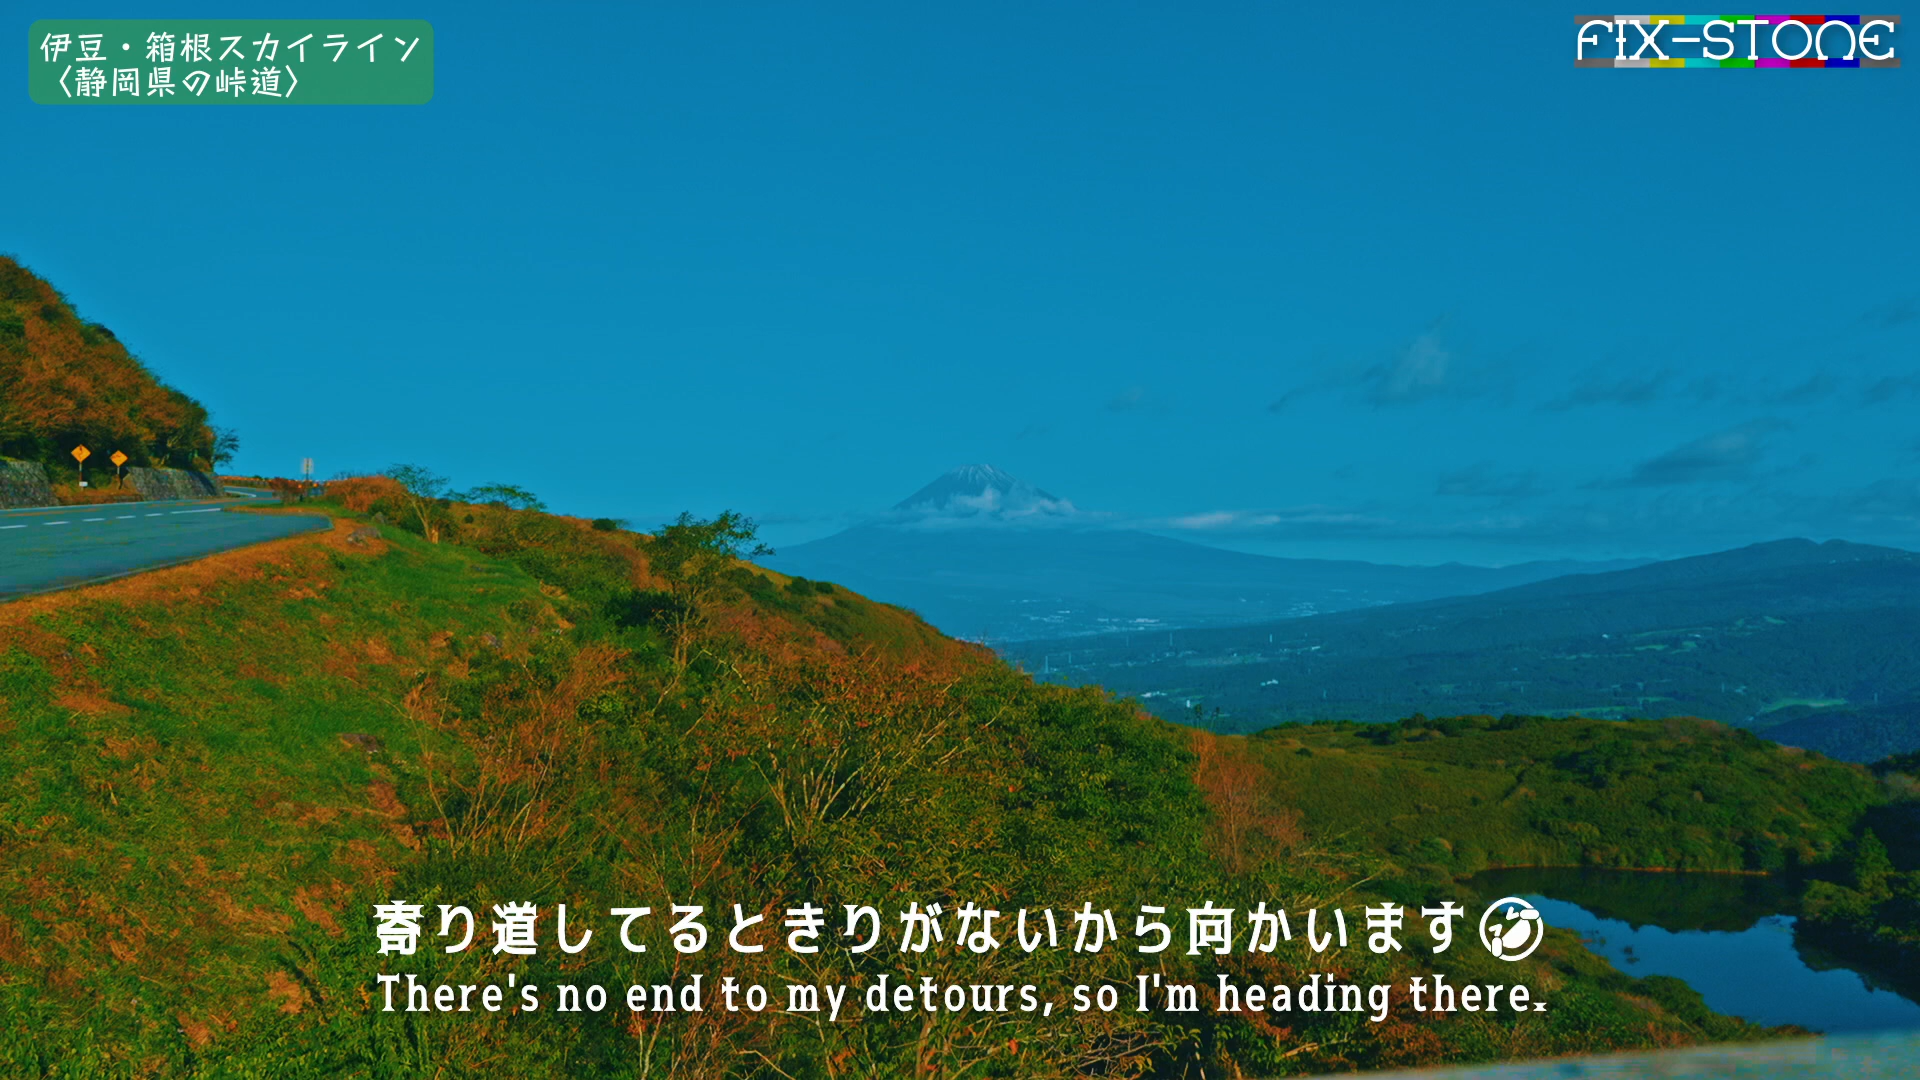 伊豆・箱根スカイライン
〈静岡県の峠道〉
FIX-STONE
寄り道してるときりがないから向かいます🤣
There's no end to my detours, so I'm heading there.